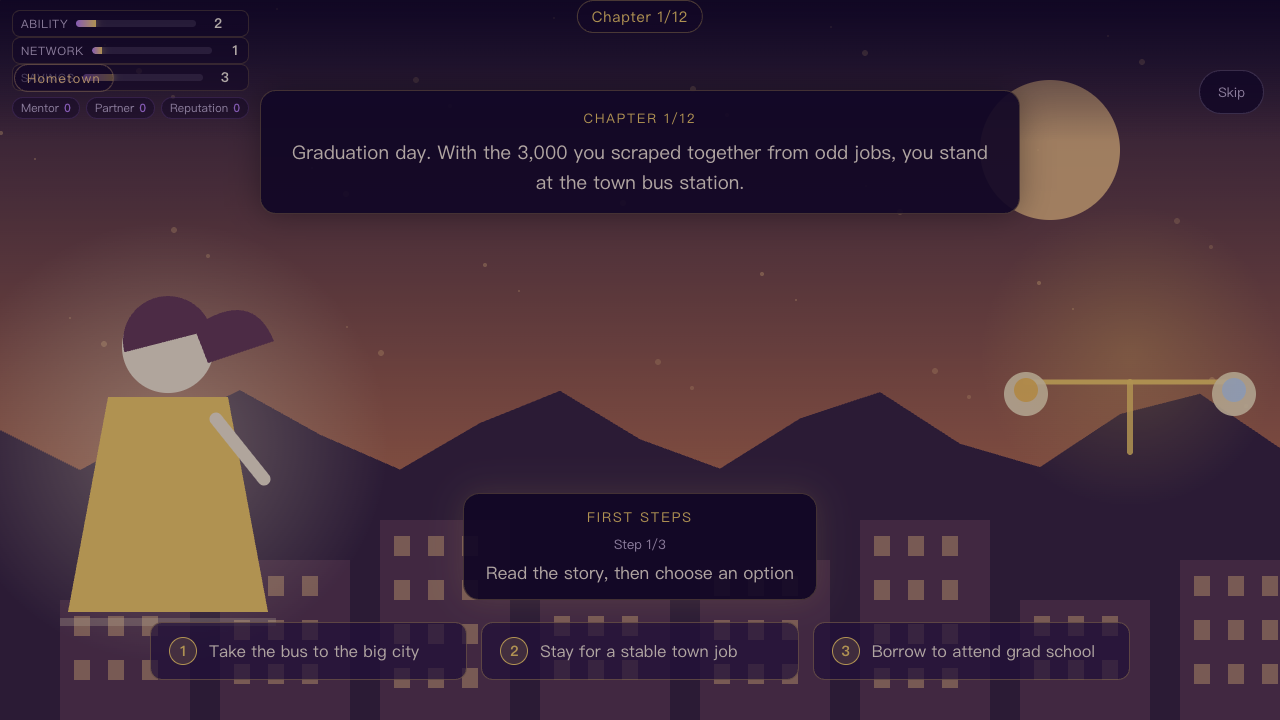 ABILITY 2
Chapter 1/12
NETWORK 1
Hometown 3
Skip
Mentor 0 Partner 0 Reputation 0
CHAPTER 1/12
Graduation day. With the 3,000 you scraped together from odd jobs, you stand
at the town bus station.
FIRST STEPS
Step 1/3
Read the story, then choose an option
1 Take the bus to the big city
2 Stay for a stable town job
3 Borrow to attend grad school